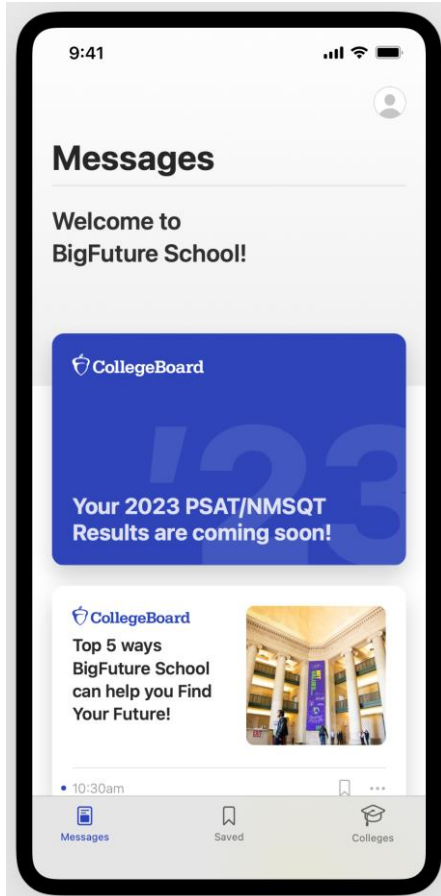 9:41
Messages
Welcome to
BigFuture School!
CollegeBoard
'23
Your 2023 PSAT/NMSQT
Results are coming soon!
CollegeBoard
Top 5 ways
BigFuture School
can help you Find
Your Future!
10:30am
Messages
Saved
Colleges